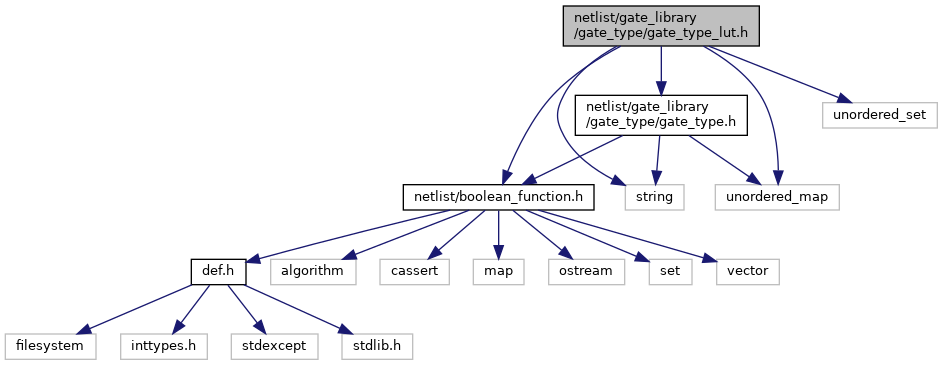 netlist/gate_library
/gate_type/gate_type_lut.h
netlist/gate_library
/gate_type/gate_type.h
unordered_set
netlist/boolean_function.h
string
unordered_map
def.h
algorithm
cassert
map
ostream
set
vector
filesystem
inttypes.h
stdexcept
stdlib.h